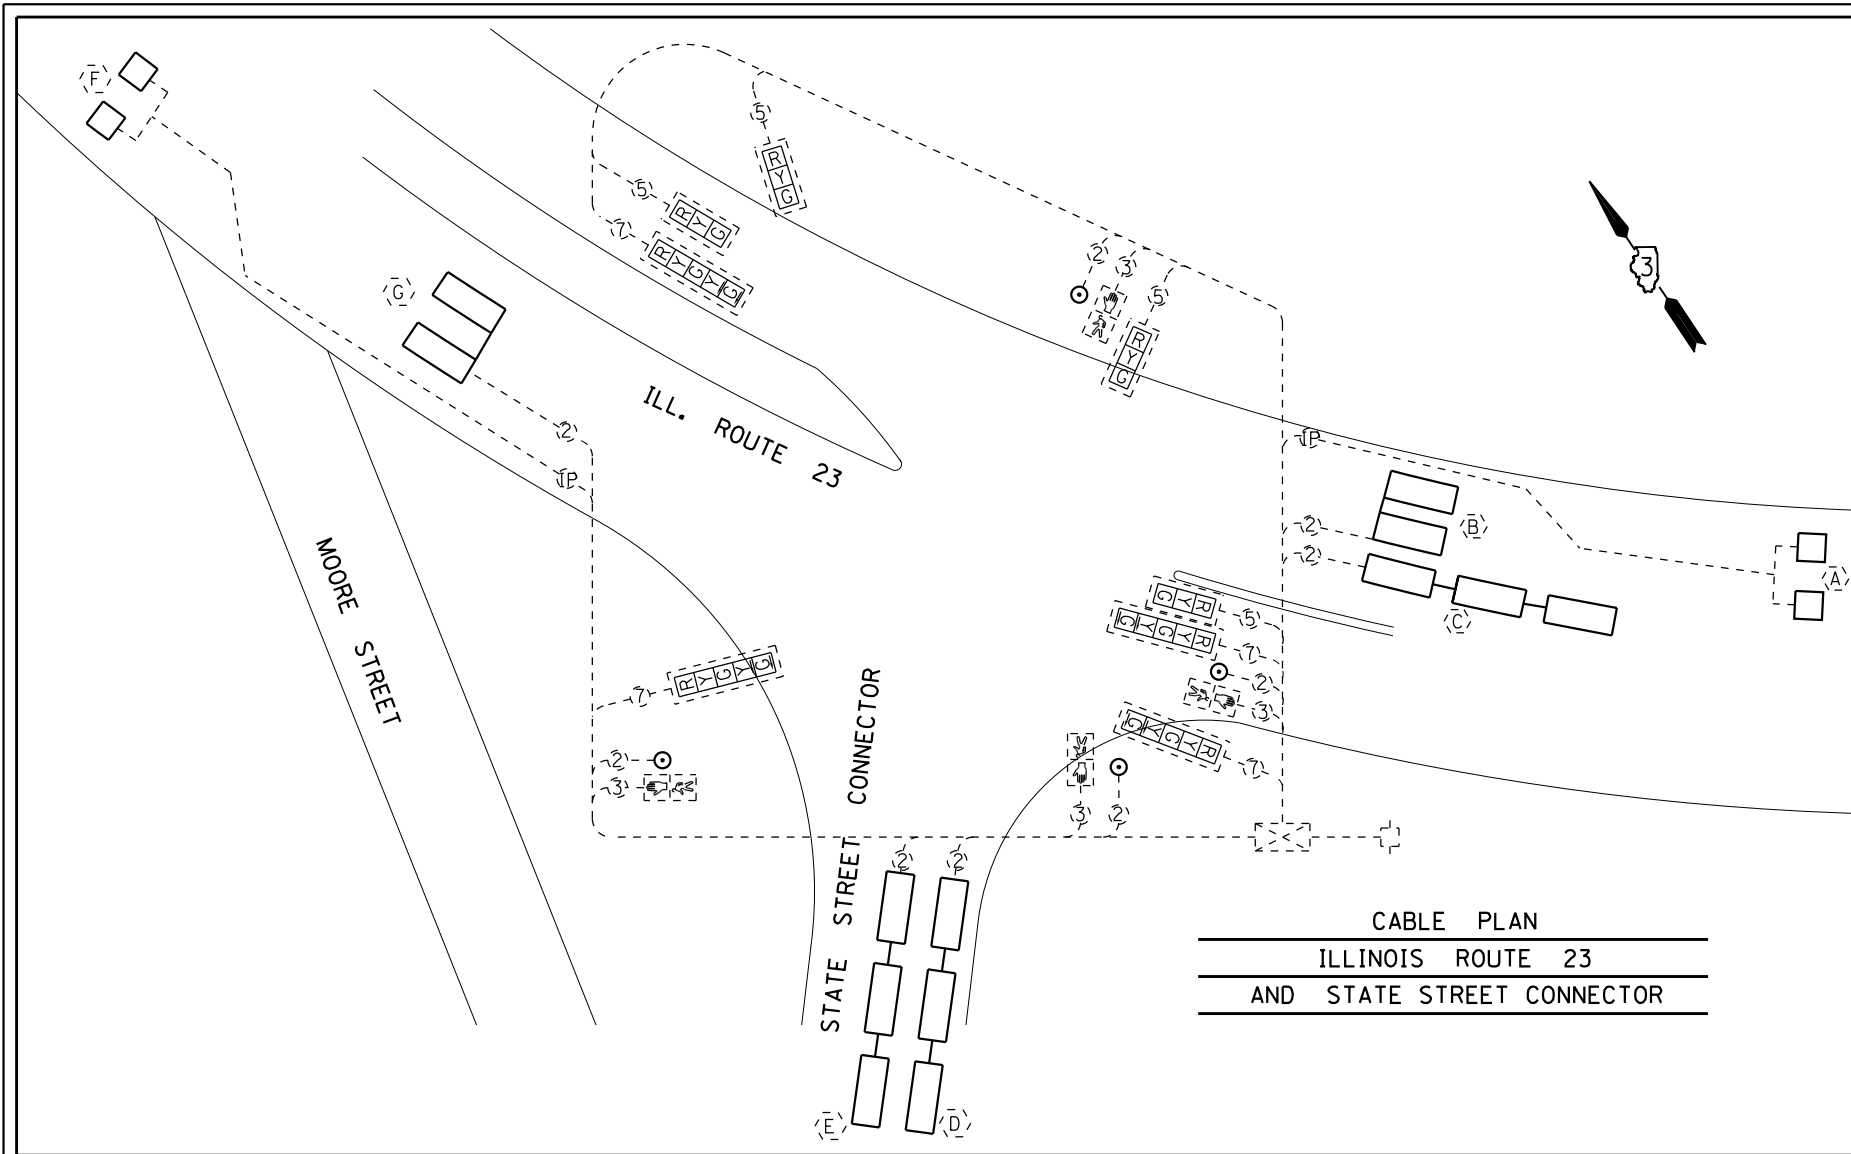 F
5
R
Y
G
5
R
Y
G
7
R
Y
G
Y
G
2
3
5
R
Y
G
3
G
ILL. ROUTE 23
2
1P
1P
B
2
2
A
C
R
Y
G
5
R
Y
G
Y
G
7
2
3
MOORE STREET
R
Y
G
Y
G
7
R
Y
G
Y
G
7
2
3
3
2
STATE STREET CONNECTOR
2
2
E
D
CABLE PLAN
ILLINOIS ROUTE 23
AND STATE STREET CONNECTOR